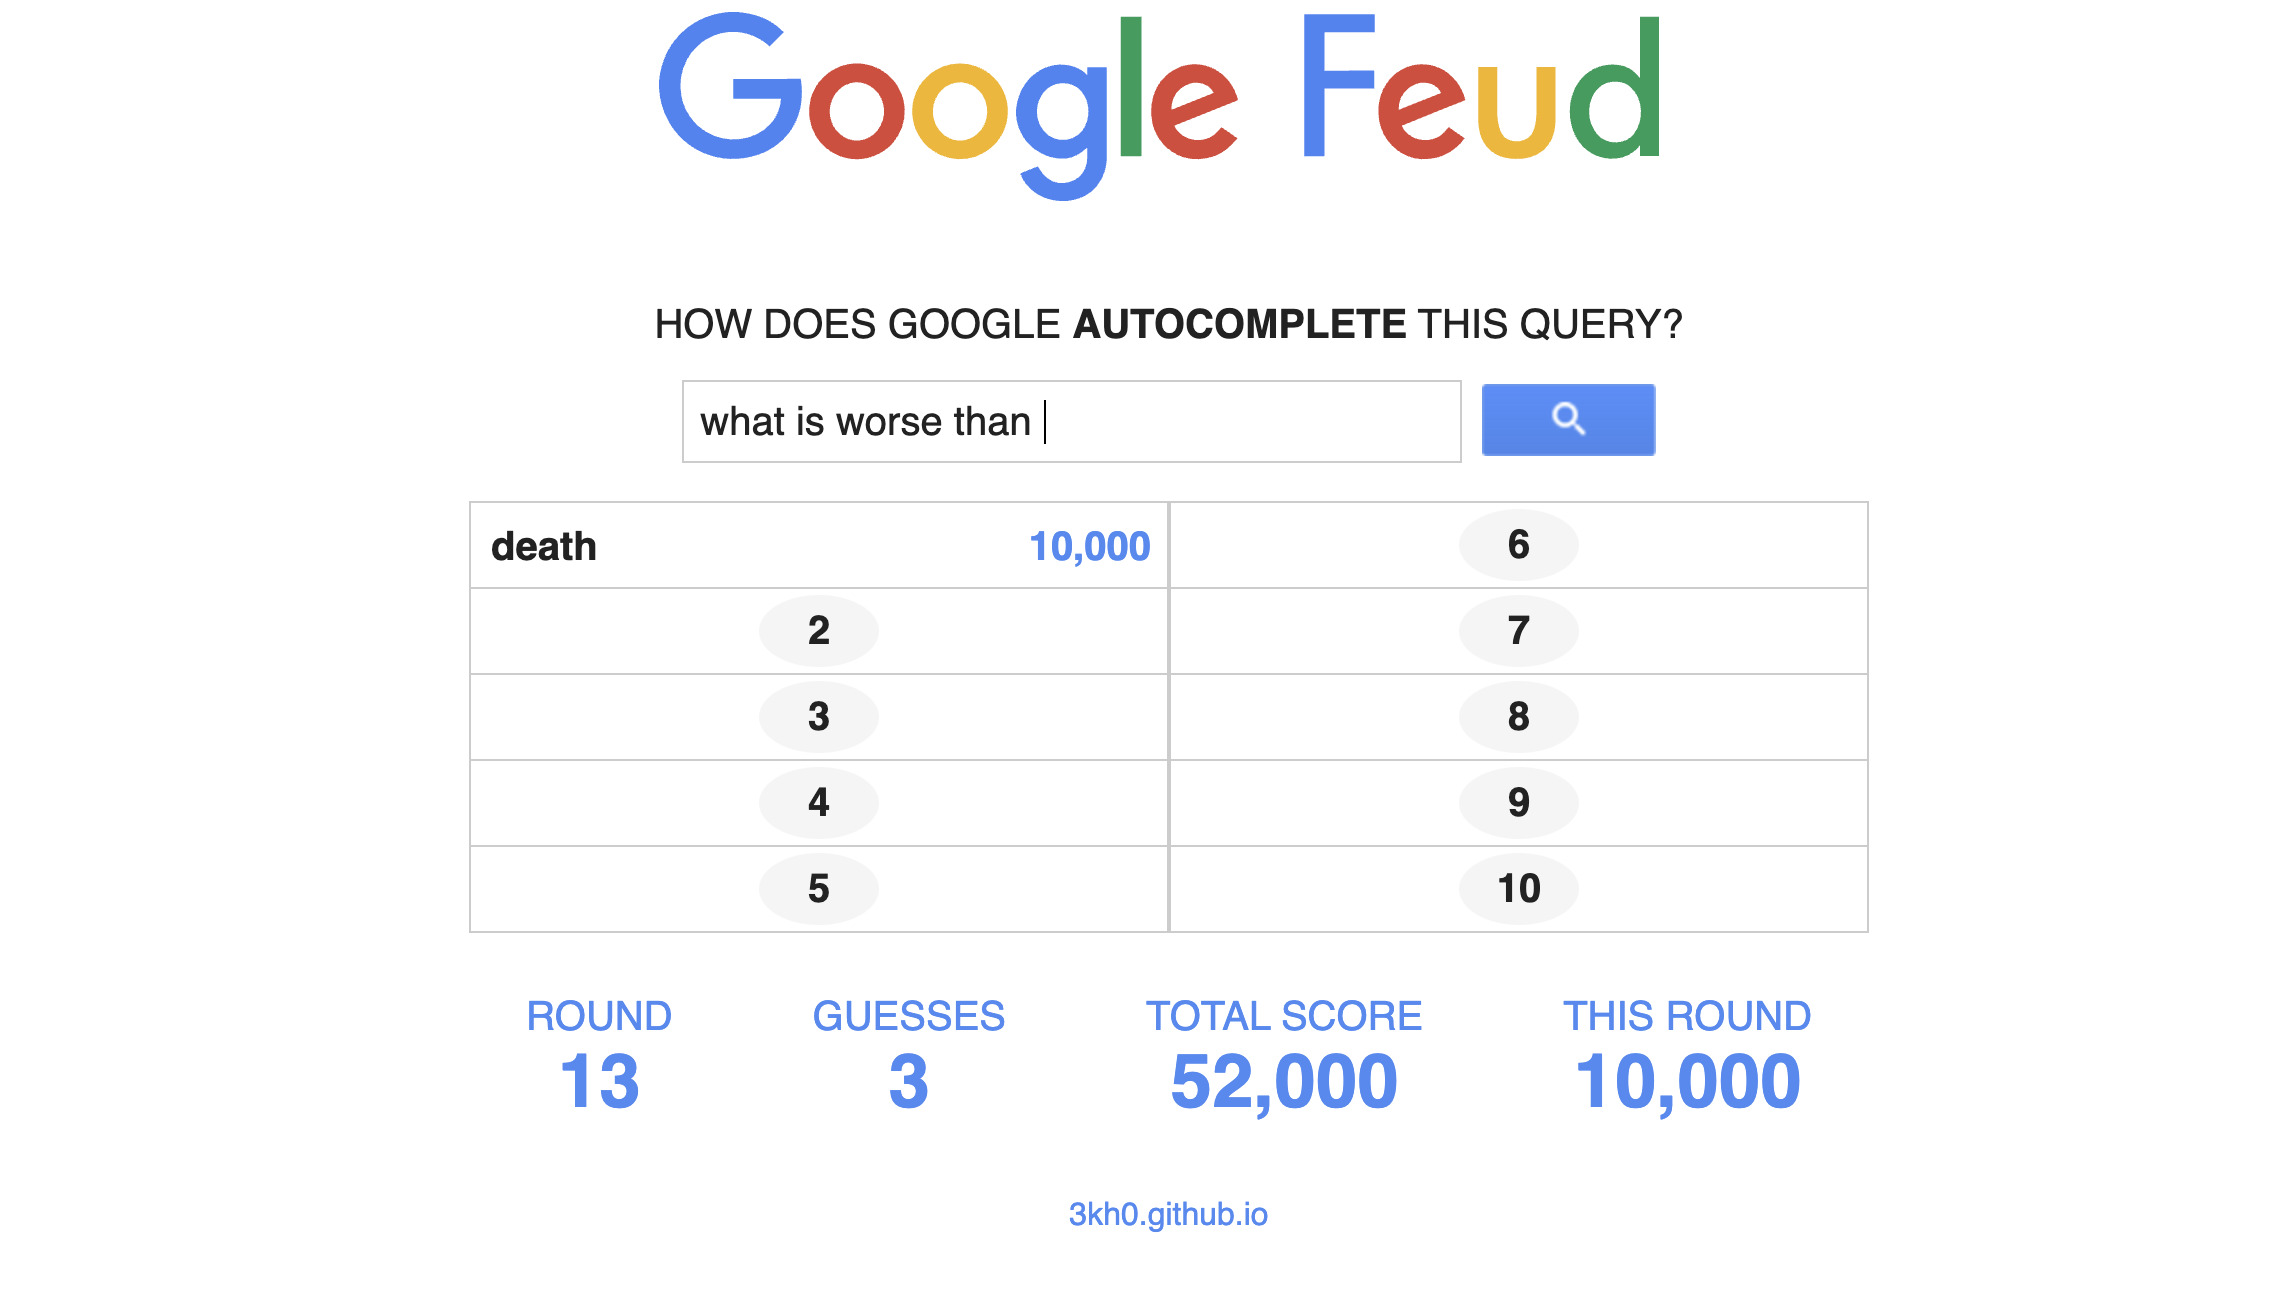 Google Feud
HOW DOES GOOGLE AUTOCOMPLETE THIS QUERY?
what is worse than
death 10,000 6
2 7
3 8
4 9
5 10
ROUND GUESSES TOTAL SCORE THIS ROUND
13 3 52,000 10,000
3kh0.github.io